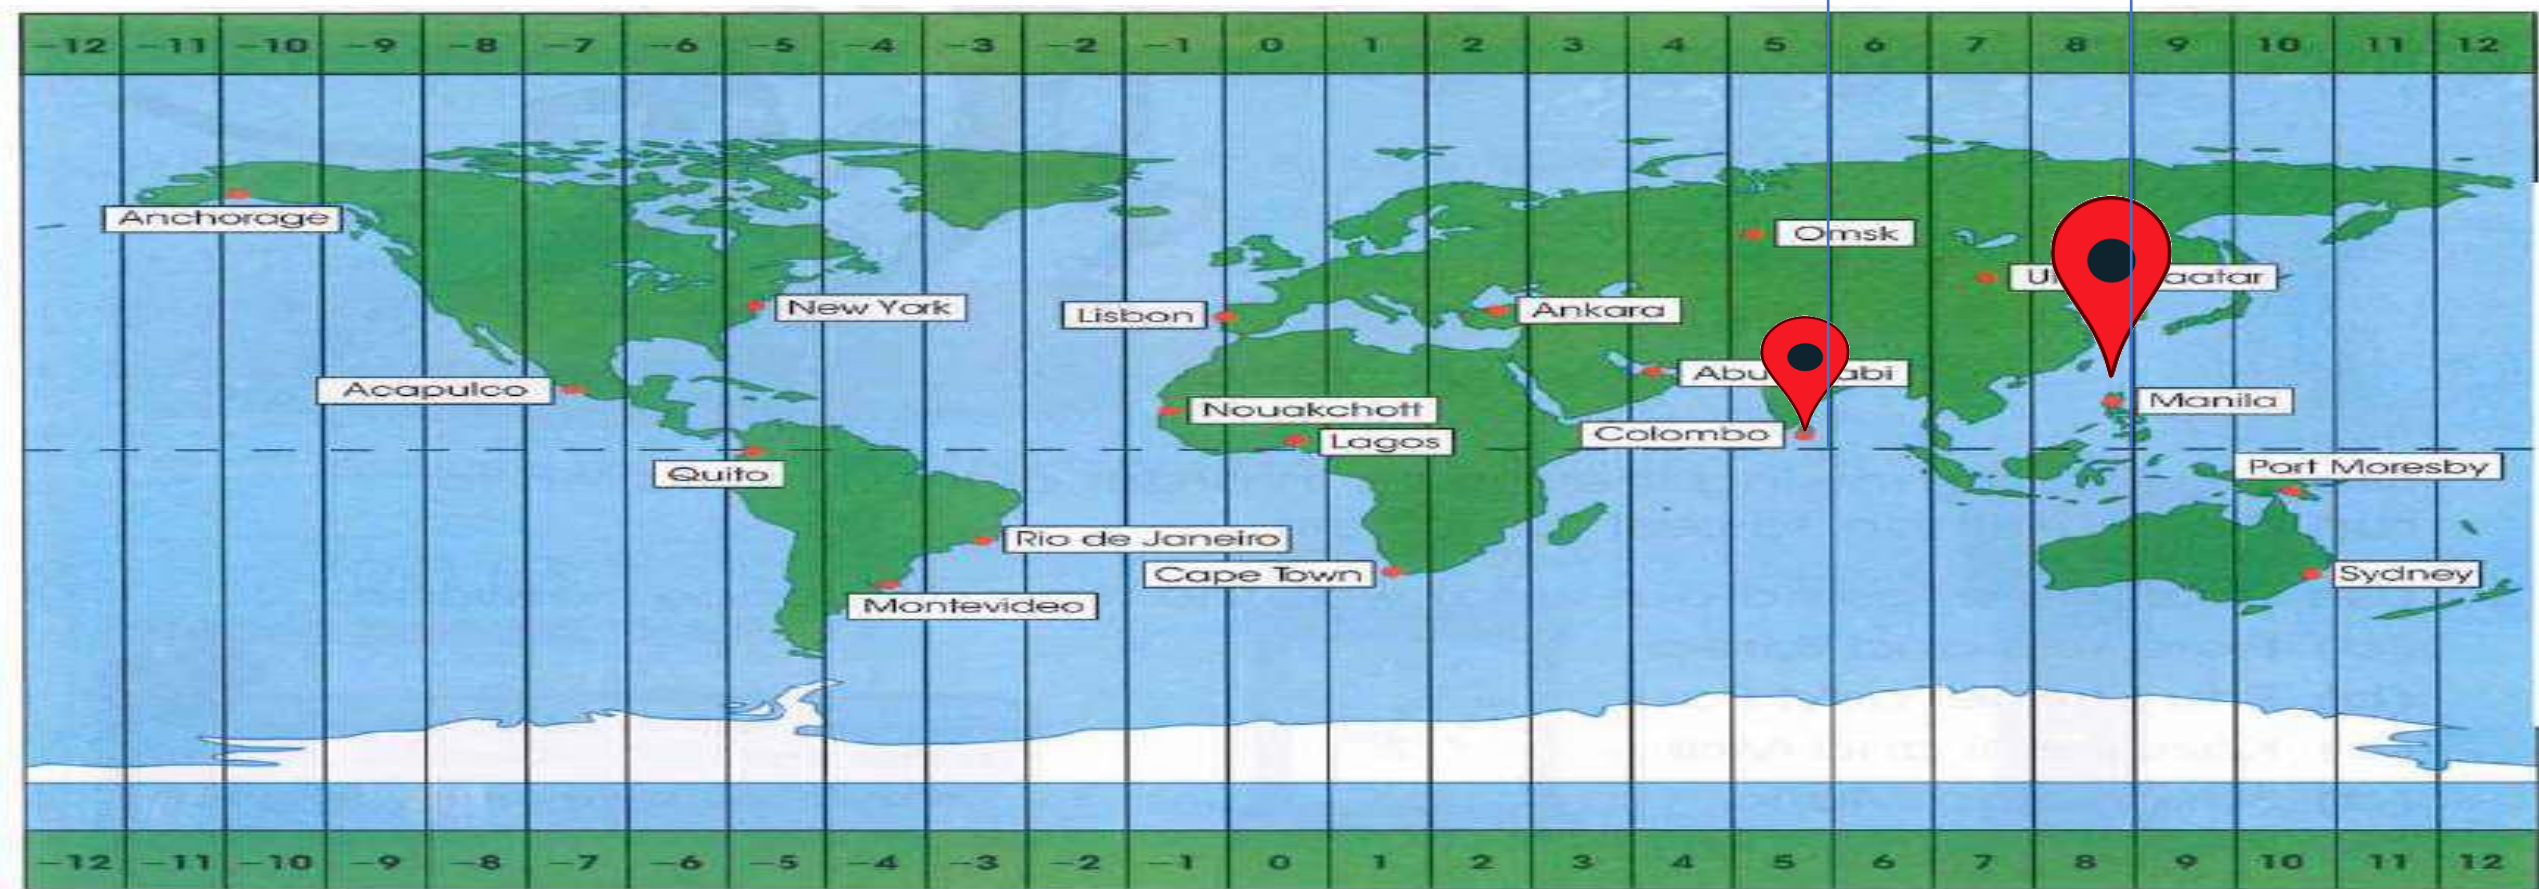 -12 -11 -10 -9 -8 -7 -6 -5 -4 -3 -2 -1 0 1 2 3 4 5 6 7 8 9 10 11 12
Anchorage
Omsk
New York
Lisbon
Ankara
Acapulco
Nouakchott
Manila
Colombo
Lagos
Quito
Port Moresby
Rio de Janeiro
Cape Town
Sydney
Montevideo
-12 -11 -10 -9 -8 -7 -6 -5 -4 -3 -2 -1 0 1 2 3 4 5 6 7 8 9 10 11 12